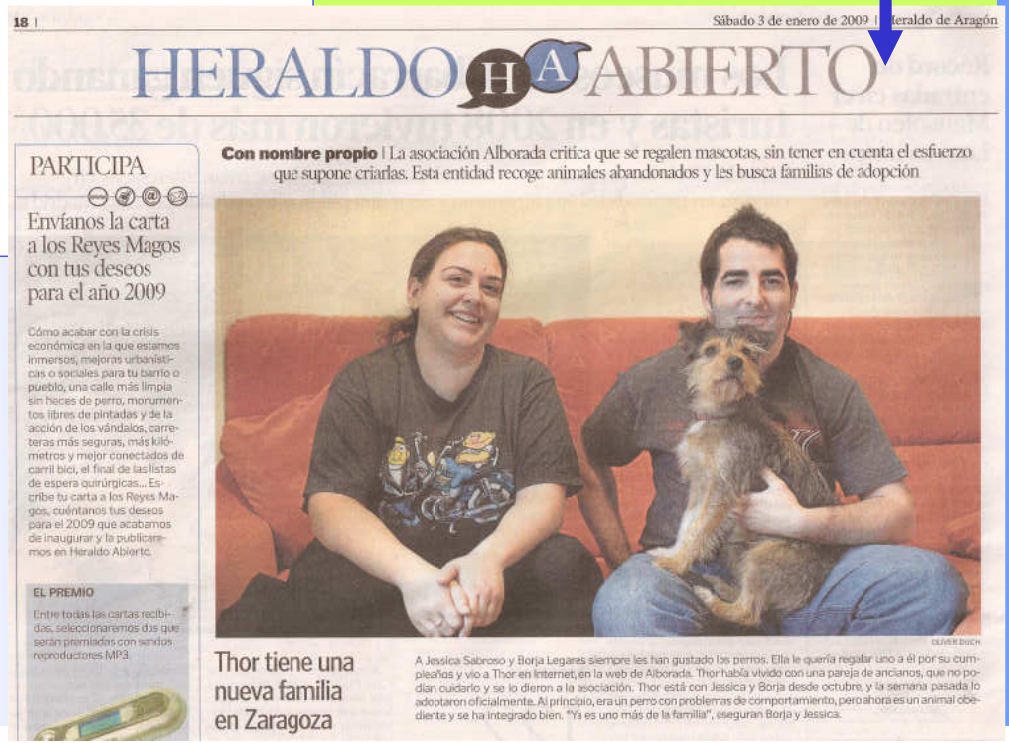 18 |
Sábado 3 de enero de 2009 | Heraldo de Aragón
HERALDO HA ABIERTO
PARTICIPA
www @
Envíanos la carta
a los Reyes Magos
con tus deseos
para el año 2009
Cómo acabar con la crisis
económica en la que estamos
inmersos, mejoras urbanísti-
cas o sociales para tu barrio o
pueblo, una calle más limpia
sin heces de perro, monumen-
tos libres de pintadas y de la
acción de los vándalos, carre-
teras más seguras, más kiló-
metros y mejor conectados de
carril bici, el final de las listas
de espera quirúrgicas... Es-
cribe tu carta a los Reyes Ma-
gos, cuéntanos tus deseos
para el 2009 que acabamos
de inaugurar y la publicare-
mos en Heraldo Abierto.
EL PREMIO
Entre todas las cartas recibi-
das, seleccionaremos dos que
serán premiadas con sendos
reproductores MP3.
Con nombre propio | La asociación Alborada critica que se regalen mascotas, sin tener en cuenta el esfuerzo
que supone criarlas. Esta entidad recoge animales abandonados y les busca familias de adopción
OLIVER DUCH
Thor tiene una
nueva familia
en Zaragoza
A Jessica Sabroso y Borja Legares siempre les han gustado los perros. Ella le quería regalar uno a él por su cum-
pleaños y vio a Thor en Internet, en la web de Alborada. Thor había vivido con una pareja de ancianos, que no po-
dían cuidarlo y se lo dieron a la asociación. Thor está con Jessica y Borja desde octubre, y la semana pasada lo
adoptaron oficialmente. Al principio, era un perro con problemas de comportamiento, pero ahora es un animal obe-
diente y se ha integrado bien. "Ya es uno más de la familia", aseguran Borja y Jessica.